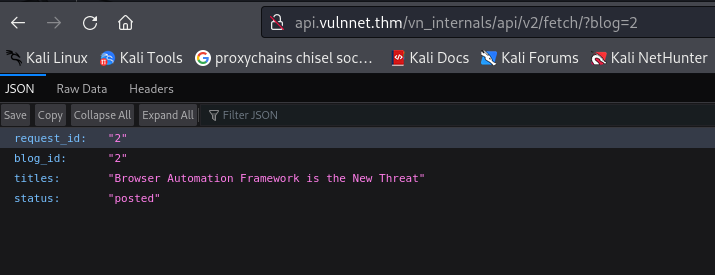 api.vulnnet.thm/vn_internals/api/v2/fetch/?blog=2
Kali Linux Kali Tools proxychains chisel soc... Kali Docs Kali Forums Kali NetHunter
JSON Raw Data Headers
Save Copy Collapse All Expand All Filter JSON
request_id: "2"
blog_id: "2"
titles: "Browser Automation Framework is the New Threat"
status: "posted"